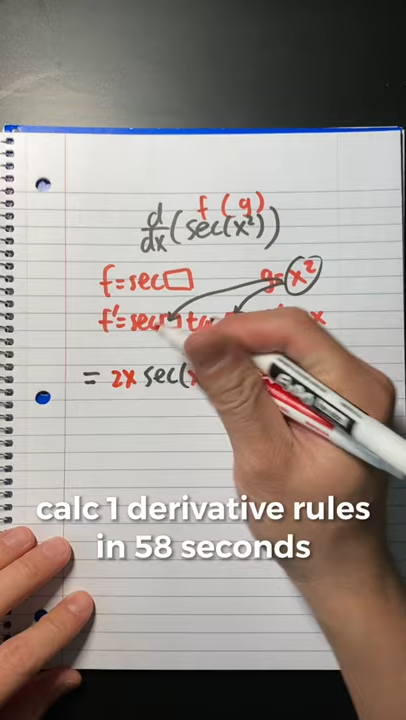 f(g)
d/dx(sec(x²))
f=sec□ g= x²
f'=sec□ x
= 2x sec(x
calc 1 derivative rules
in 58 seconds